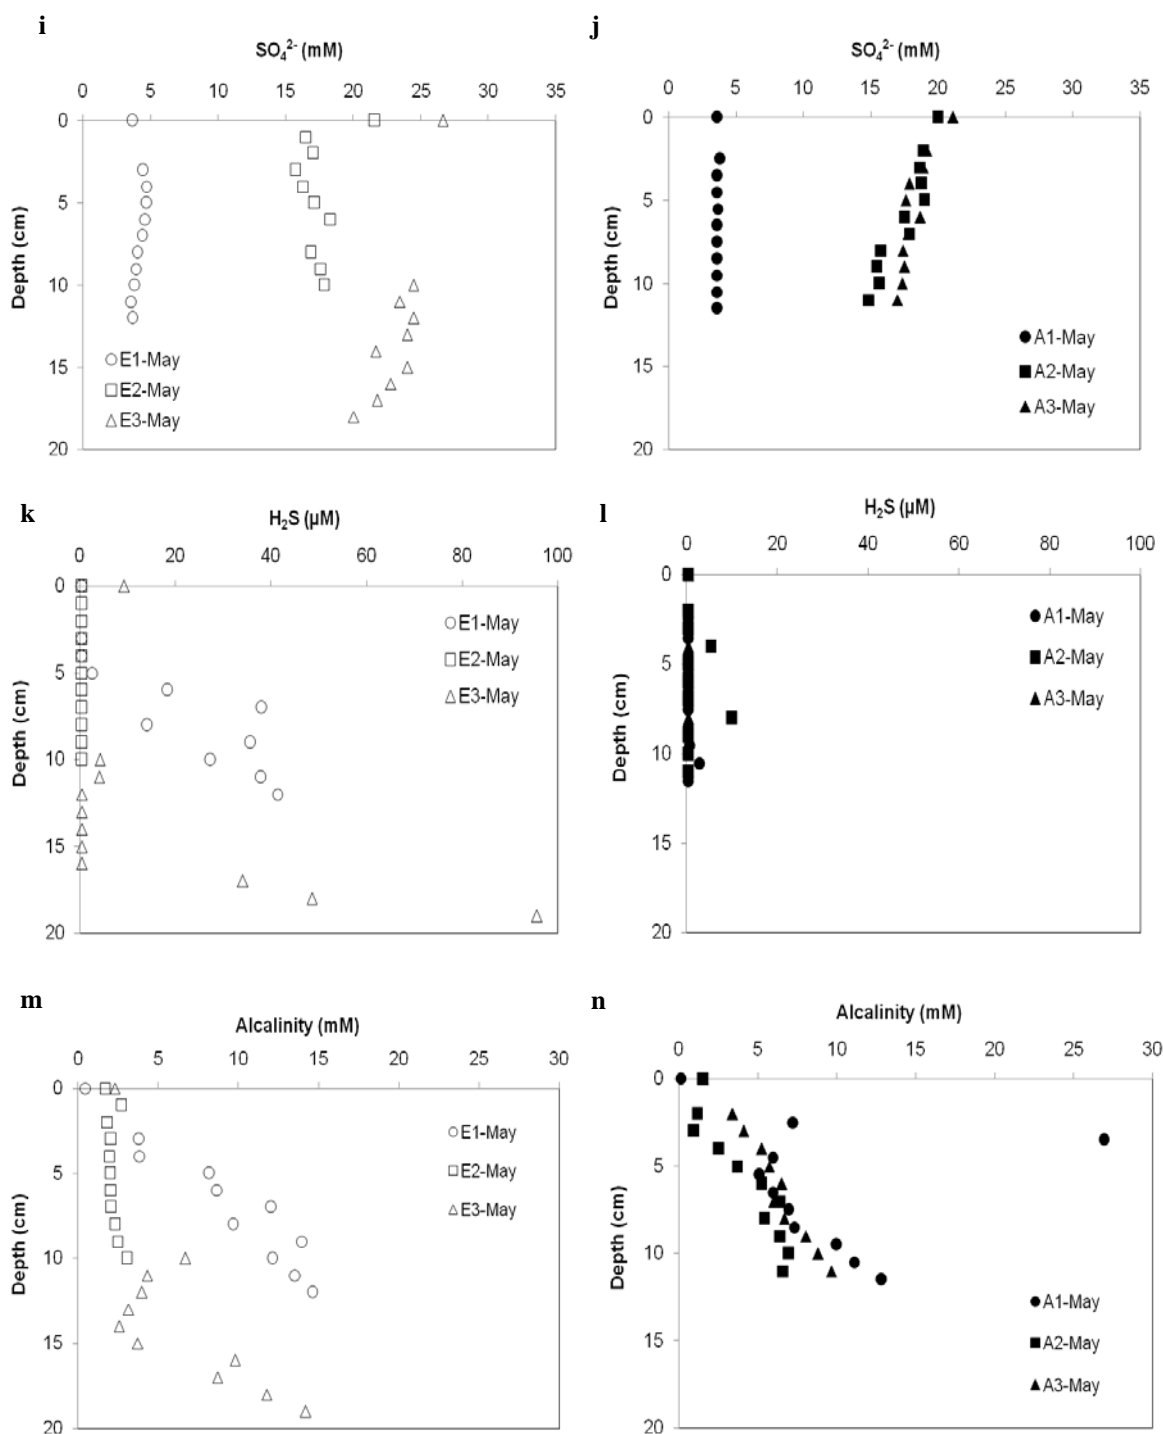 i
SO₄²⁻ (mM)
0 5 10 15 20 25 30 35
0
5
10
15
20
Depth (cm)
E1-May
E2-May
E3-May
j
SO₄²⁻ (mM)
0 5 10 15 20 25 30 35
0
5
10
15
20
Depth (cm)
A1-May
A2-May
A3-May
k
H₂S (µM)
0 20 40 60 80 100
0
5
10
15
20
Depth (cm)
E1-May
E2-May
E3-May
l
H₂S (µM)
0 20 40 60 80 100
0
5
10
15
20
Depth (cm)
A1-May
A2-May
A3-May
m
Alcalinity (mM)
0 5 10 15 20 25 30
0
5
10
15
20
Depth (cm)
E1-May
E2-May
E3-May
n
Alcalinity (mM)
0 5 10 15 20 25 30
0
5
10
15
20
Depth (cm)
A1-May
A2-May
A3-May